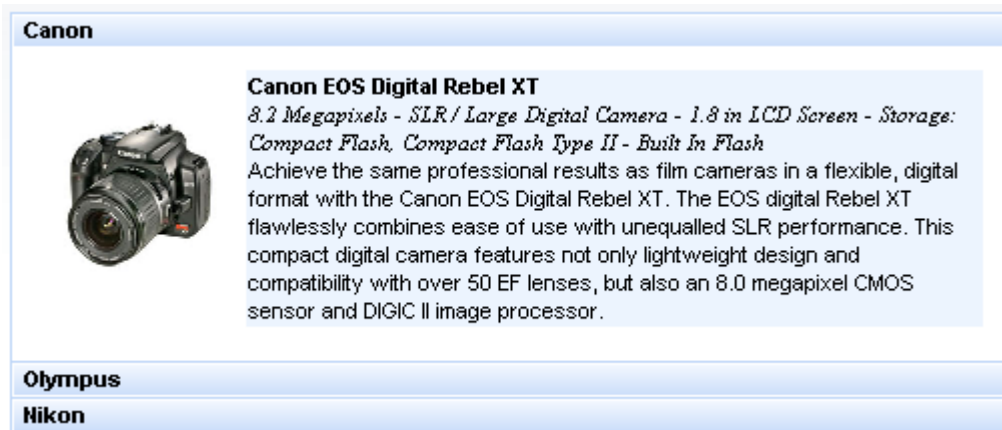 Canon
Canon EOS Digital Rebel XT
8.2 Megapixels - SLR / Large Digital Camera - 1.8 in LCD Screen - Storage:
Compact Flash, Compact Flash Type II - Built In Flash
Achieve the same professional results as film cameras in a flexible, digital
format with the Canon EOS Digital Rebel XT. The EOS digital Rebel XT
flawlessly combines ease of use with unequalled SLR performance. This
compact digital camera features not only lightweight design and
compatibility with over 50 EF lenses, but also an 8.0 megapixel CMOS
sensor and DIGIC II image processor.
Olympus
Nikon